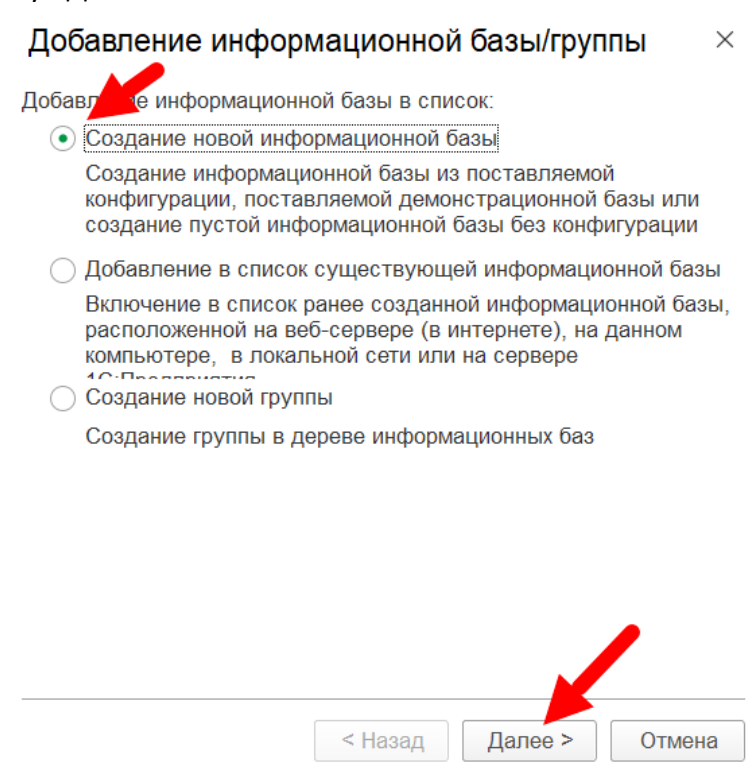 Добавление информационной базы/группы
Добавление информационной базы в список:
Создание новой информационной базы
Создание информационной базы из поставляемой
конфигурации, поставляемой демонстрационной базы или
создание пустой информационной базы без конфигурации
Добавление в список существующей информационной базы
Включение в список ранее созданной информационной базы,
расположенной на веб-сервере (в интернете), на данном
компьютере, в локальной сети или на сервере
1С:Предприятия
Создание новой группы
Создание группы в дереве информационных баз
< Назад
Далее >
Отмена